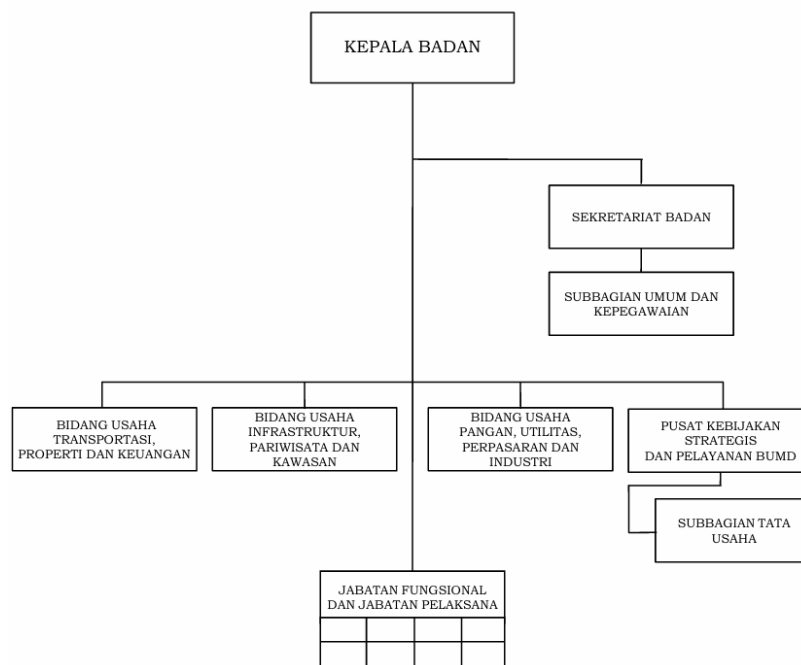 KEPALA BADAN
SEKRETARIAT BADAN
SUBBAGIAN UMUM DAN
KEPEGAWAIAN
BIDANG USAHA
TRANSPORTASI,
PROPERTI DAN KEUANGAN
BIDANG USAHA
INFRASTRUKTUR,
PARIWISATA DAN
KAWASAN
BIDANG USAHA
PANGAN, UTILITAS,
PERPASARAN DAN
INDUSTRI
PUSAT KEBIJAKAN
STRATEGIS
DAN PELAYANAN BUMD
SUBBAGIAN TATA
USAHA
JABATAN FUNGSIONAL
DAN JABATAN PELAKSANA